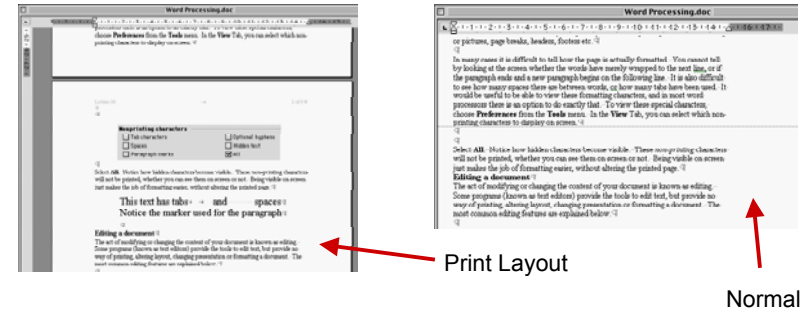 Word Processing.doc
choose Preferences from the Tools menu. In the View Tab, you can select which non-
printing characters to display on screen.
Nonprinting characters
Tab characters
Optional hyphens
Spaces
Hidden text
Paragraph marks
All
Select All. Notice how hidden characters become visible. These non-printing characters
will not be printed, whether you can see them on screen or not. Being visible on screen
just makes the job of formatting easier, without altering the printed page.
This text has tabs and spaces
Notice the marker used for the paragraph
Editing a document
The act of modifying or changing the content of your document is known as editing.
Some programs (known as text editors) provide the tools to edit text, but provide no
way of printing, altering layout, changing presentation or formatting a document. The
most common editing features are explained below.
Print Layout
Word Processing.doc
1 2 3 4 5 6 7 8 9 10 11 12 13 14 16 17
or pictures, page breaks, headers, footers etc.
In many cases it is difficult to tell how the page is actually formatted. You cannot tell
by looking at the screen whether the words have merely wrapped to the next line, or if
the paragraph ends and a new paragraph begins on the following line. It is also difficult
to see how many spaces there are between words, or how many tabs have been used. It
would be useful to be able to view these formatting characters, and in most word
processors there is an option to do exactly that. To view these special characters,
choose Preferences from the Tools menu. In the View Tab, you can select which non-
printing characters to display on screen.
Select All. Notice how hidden characters become visible. These non-printing characters
will not be printed, whether you can see them on screen or not. Being visible on screen
just makes the job of formatting easier, without altering the printed page.
Editing a document
The act of modifying or changing the content of your document is known as editing.
Some programs (known as text editors) provide the tools to edit text, but provide no
way of printing, altering layout, changing presentation or formatting a document. The
most common editing features are explained below.
Normal